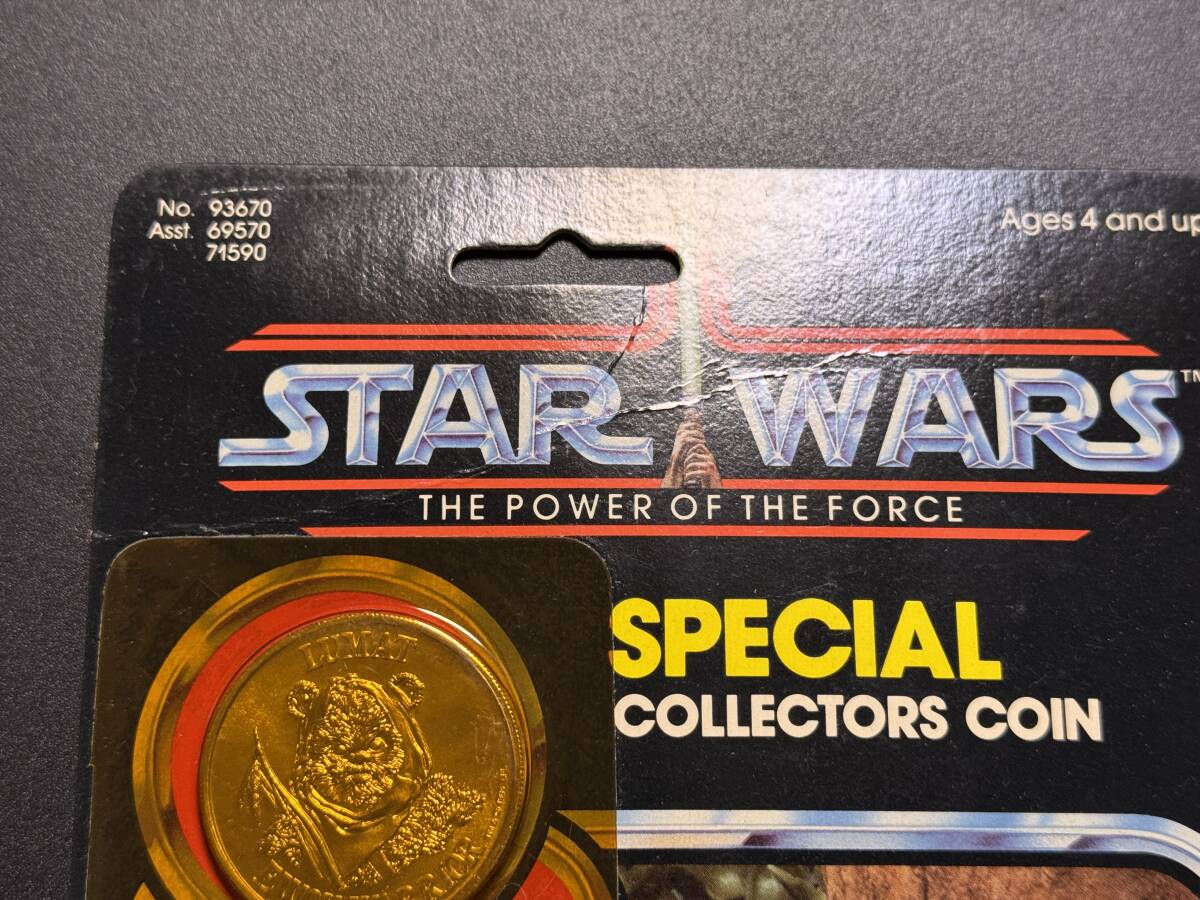 No. 93670
Asst. 69570
71590
Ages 4 and up
STAR WARS™
THE POWER OF THE FORCE
SPECIAL
COLLECTORS COIN
LUMAT